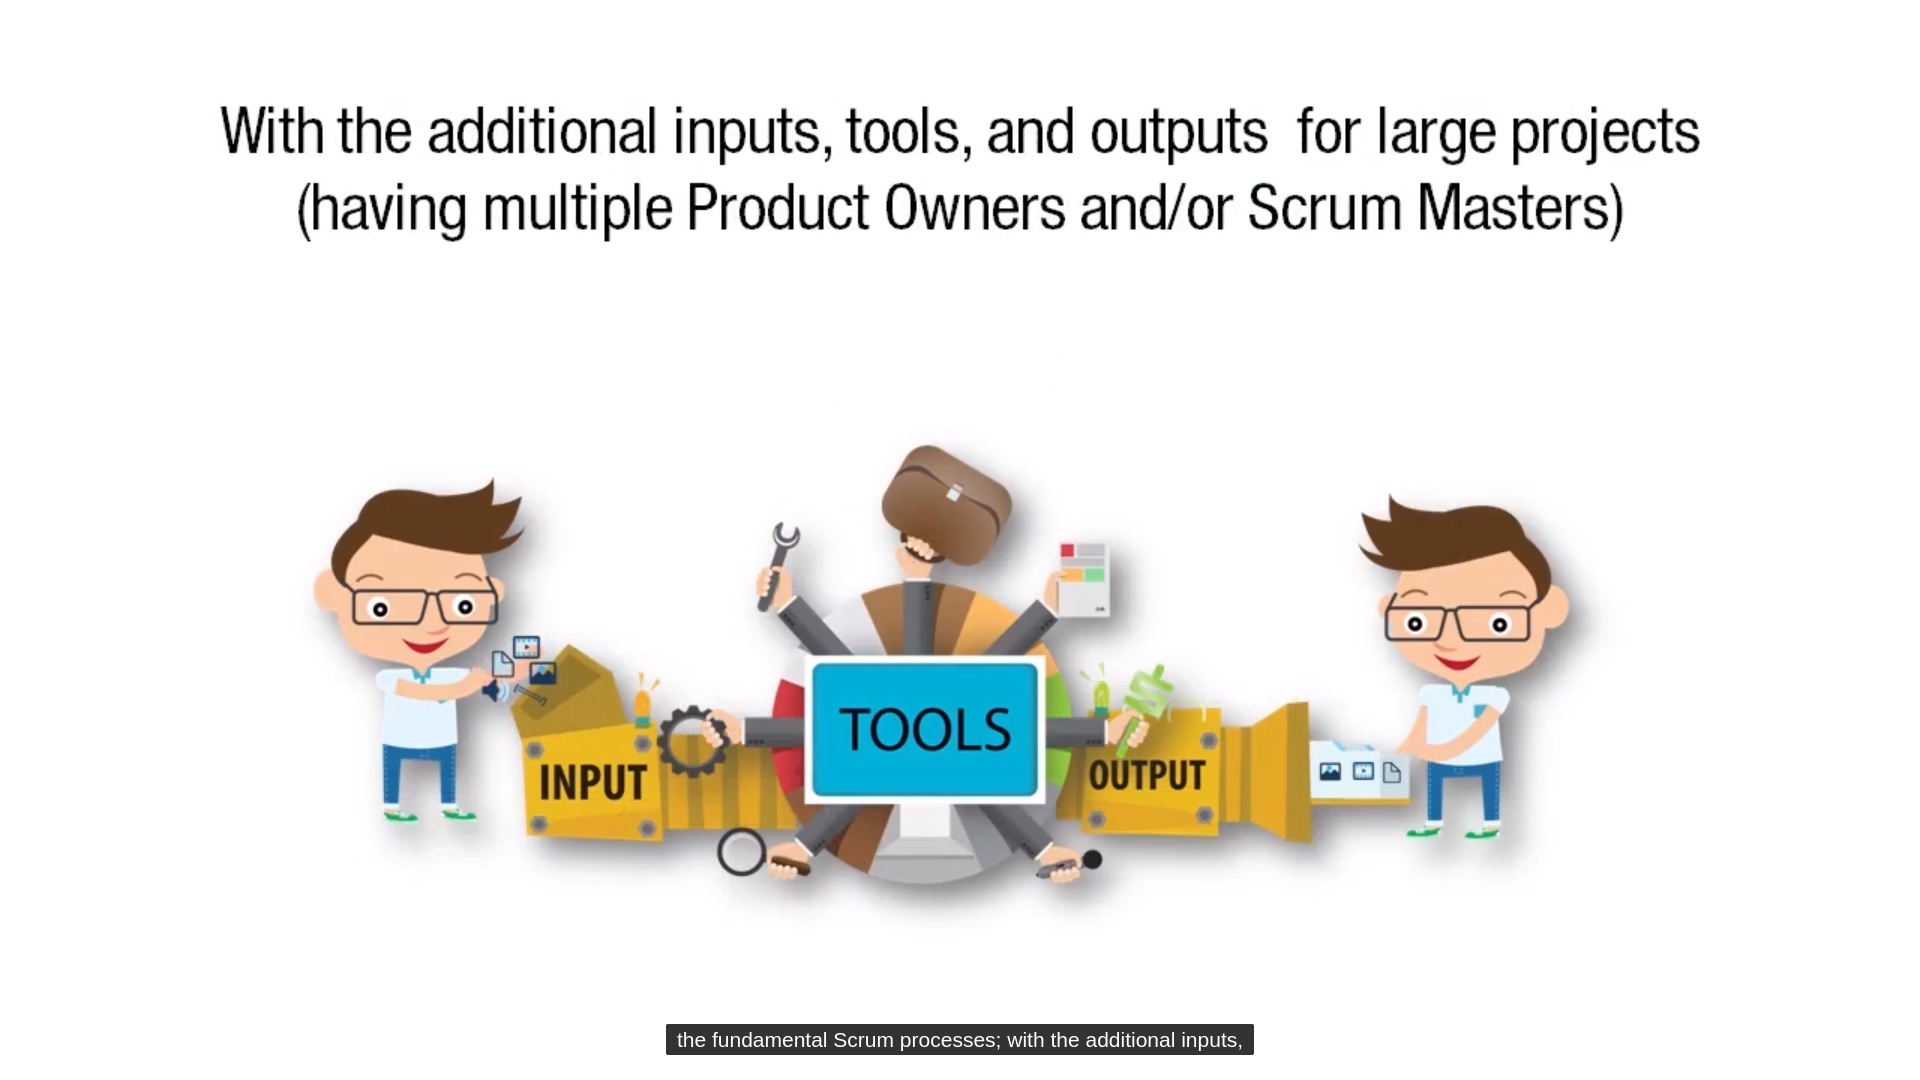 With the additional inputs, tools, and outputs for large projects
(having multiple Product Owners and/or Scrum Masters)
TOOLS
INPUT
OUTPUT
the fundamental Scrum processes; with the additional inputs,